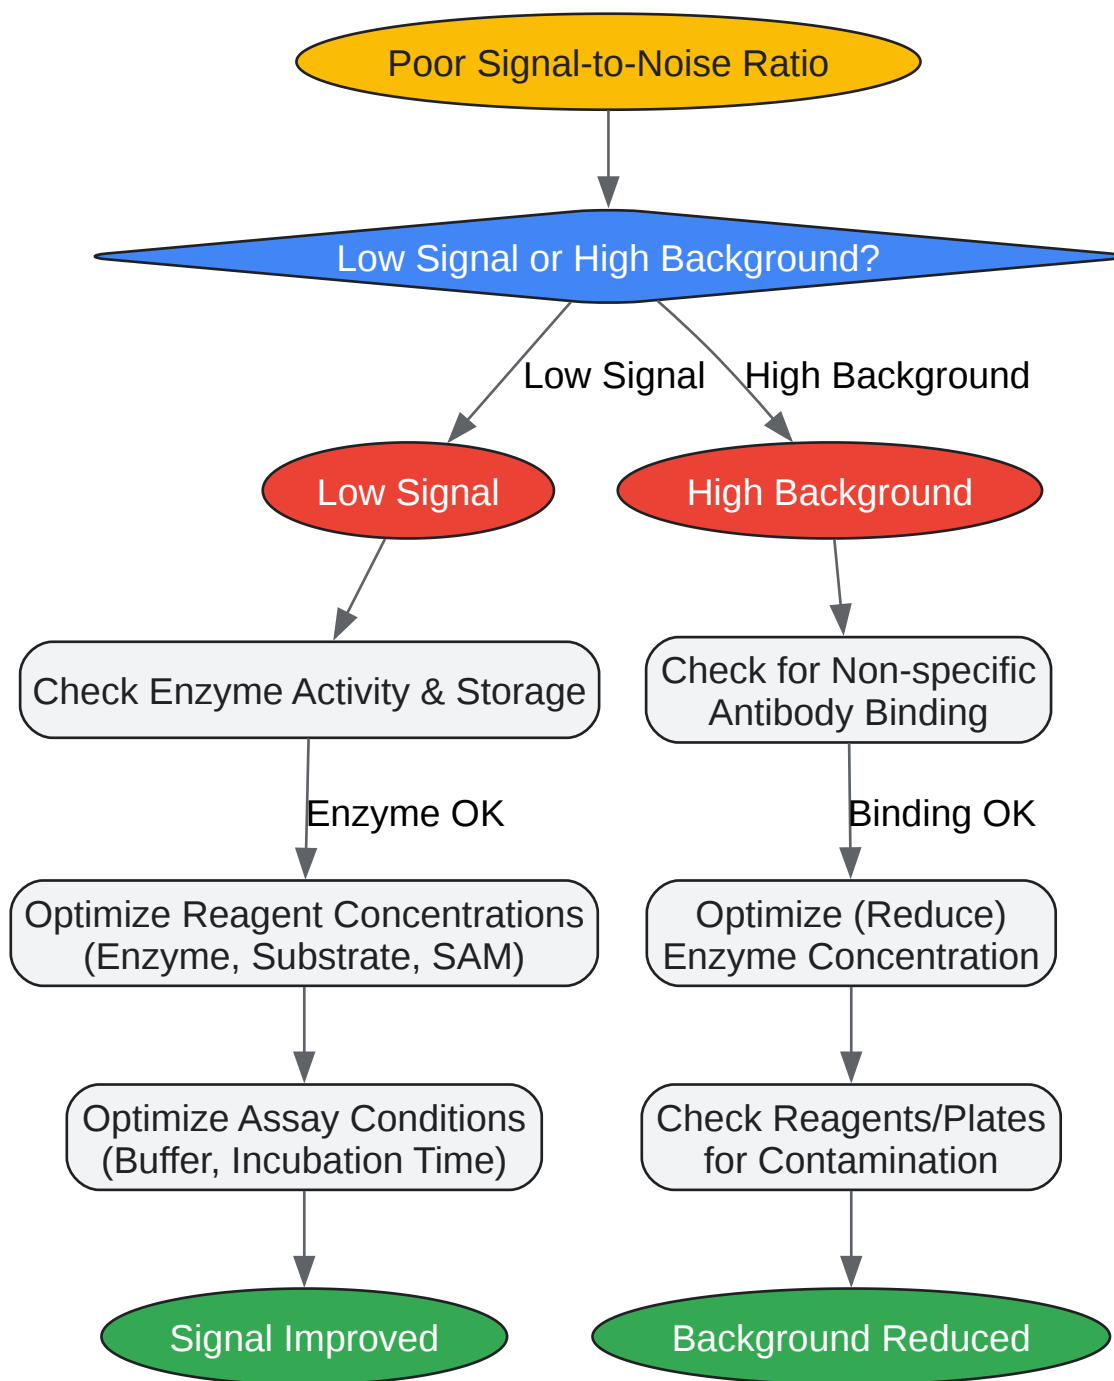 Poor Signal-to-Noise Ratio
Low Signal or High Background?
Low Signal
High Background
Low Signal
High Background
Check Enzyme Activity & Storage
Check for Non-specific
Antibody Binding
Enzyme OK
Binding OK
Optimize Reagent Concentrations
(Enzyme, Substrate, SAM)
Optimize (Reduce)
Enzyme Concentration
Optimize Assay Conditions
(Buffer, Incubation Time)
Check Reagents/Plates
for Contamination
Signal Improved
Background Reduced